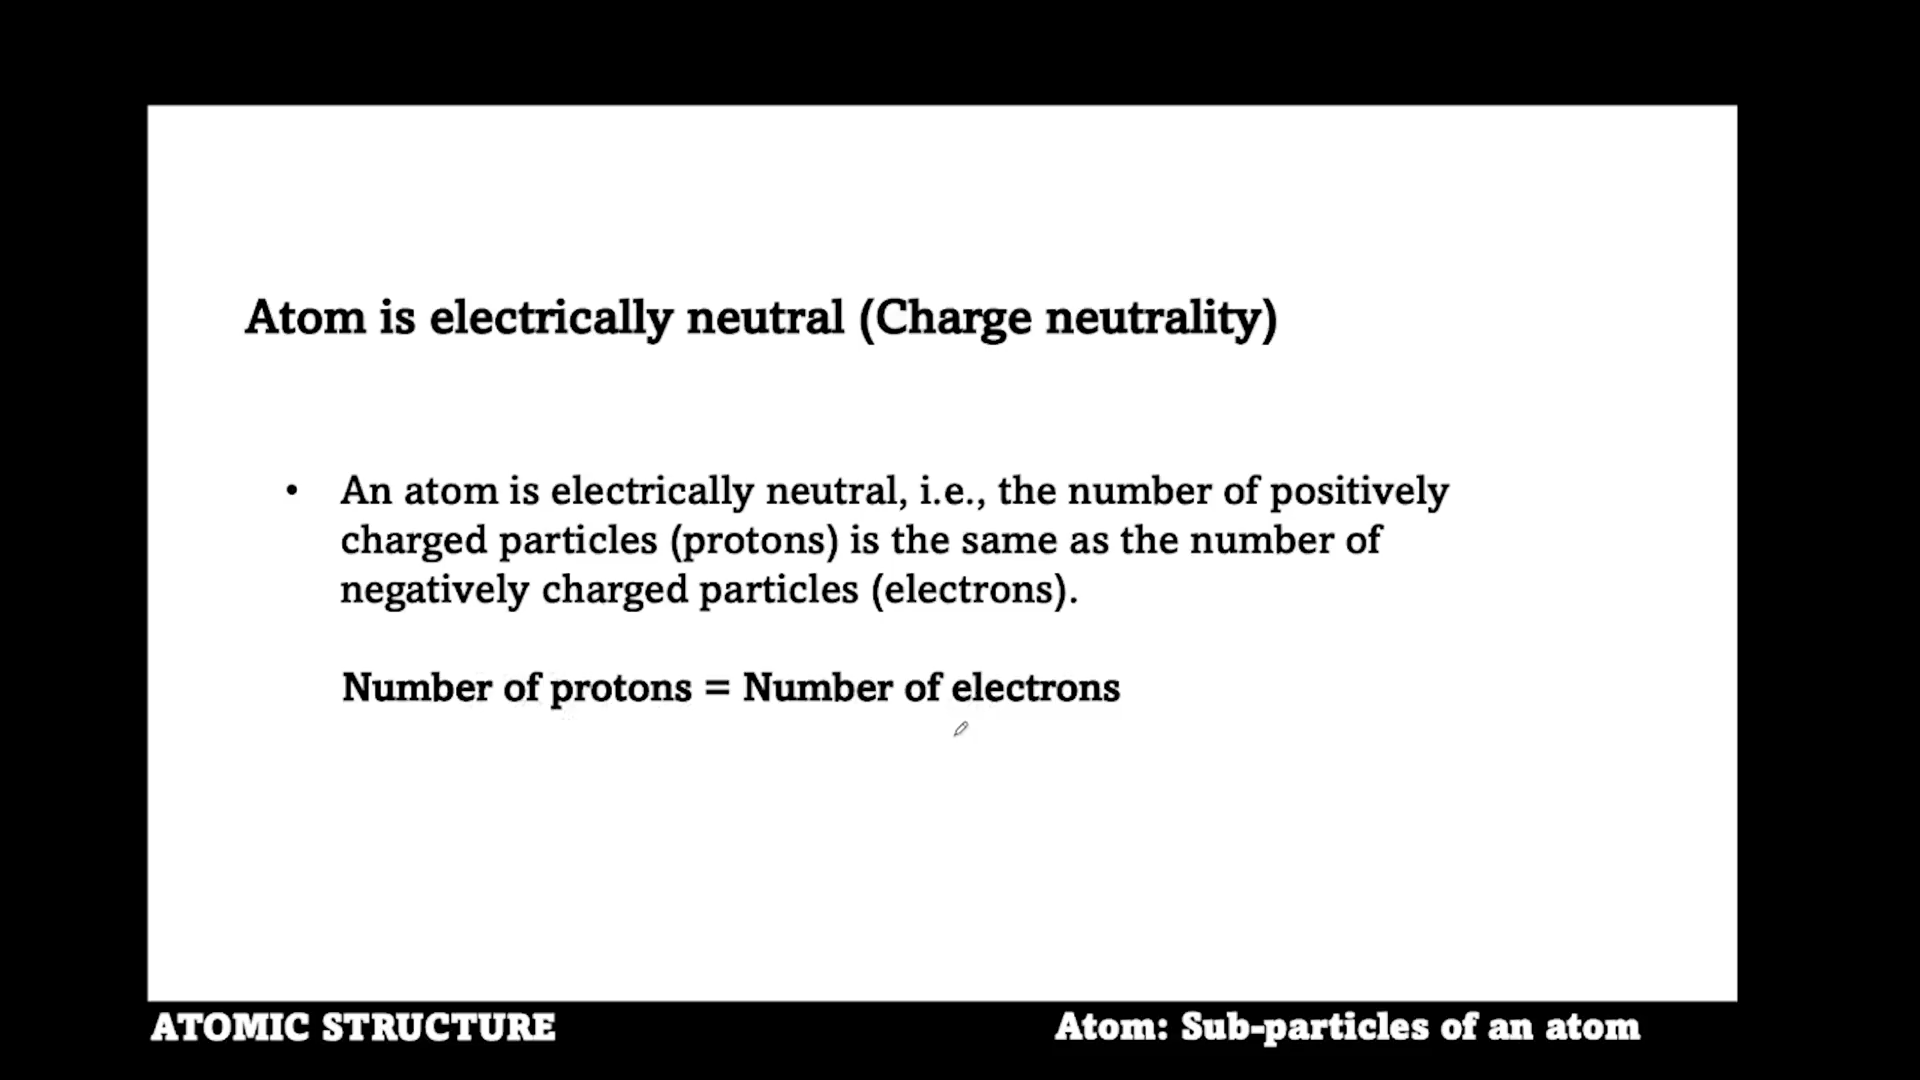 Atom is electrically neutral (Charge neutrality)
• An atom is electrically neutral, i.e., the number of positively
charged particles (protons) is the same as the number of
negatively charged particles (electrons).
Number of protons = Number of electrons
ATOMIC STRUCTURE
Atom: Sub-particles of an atom